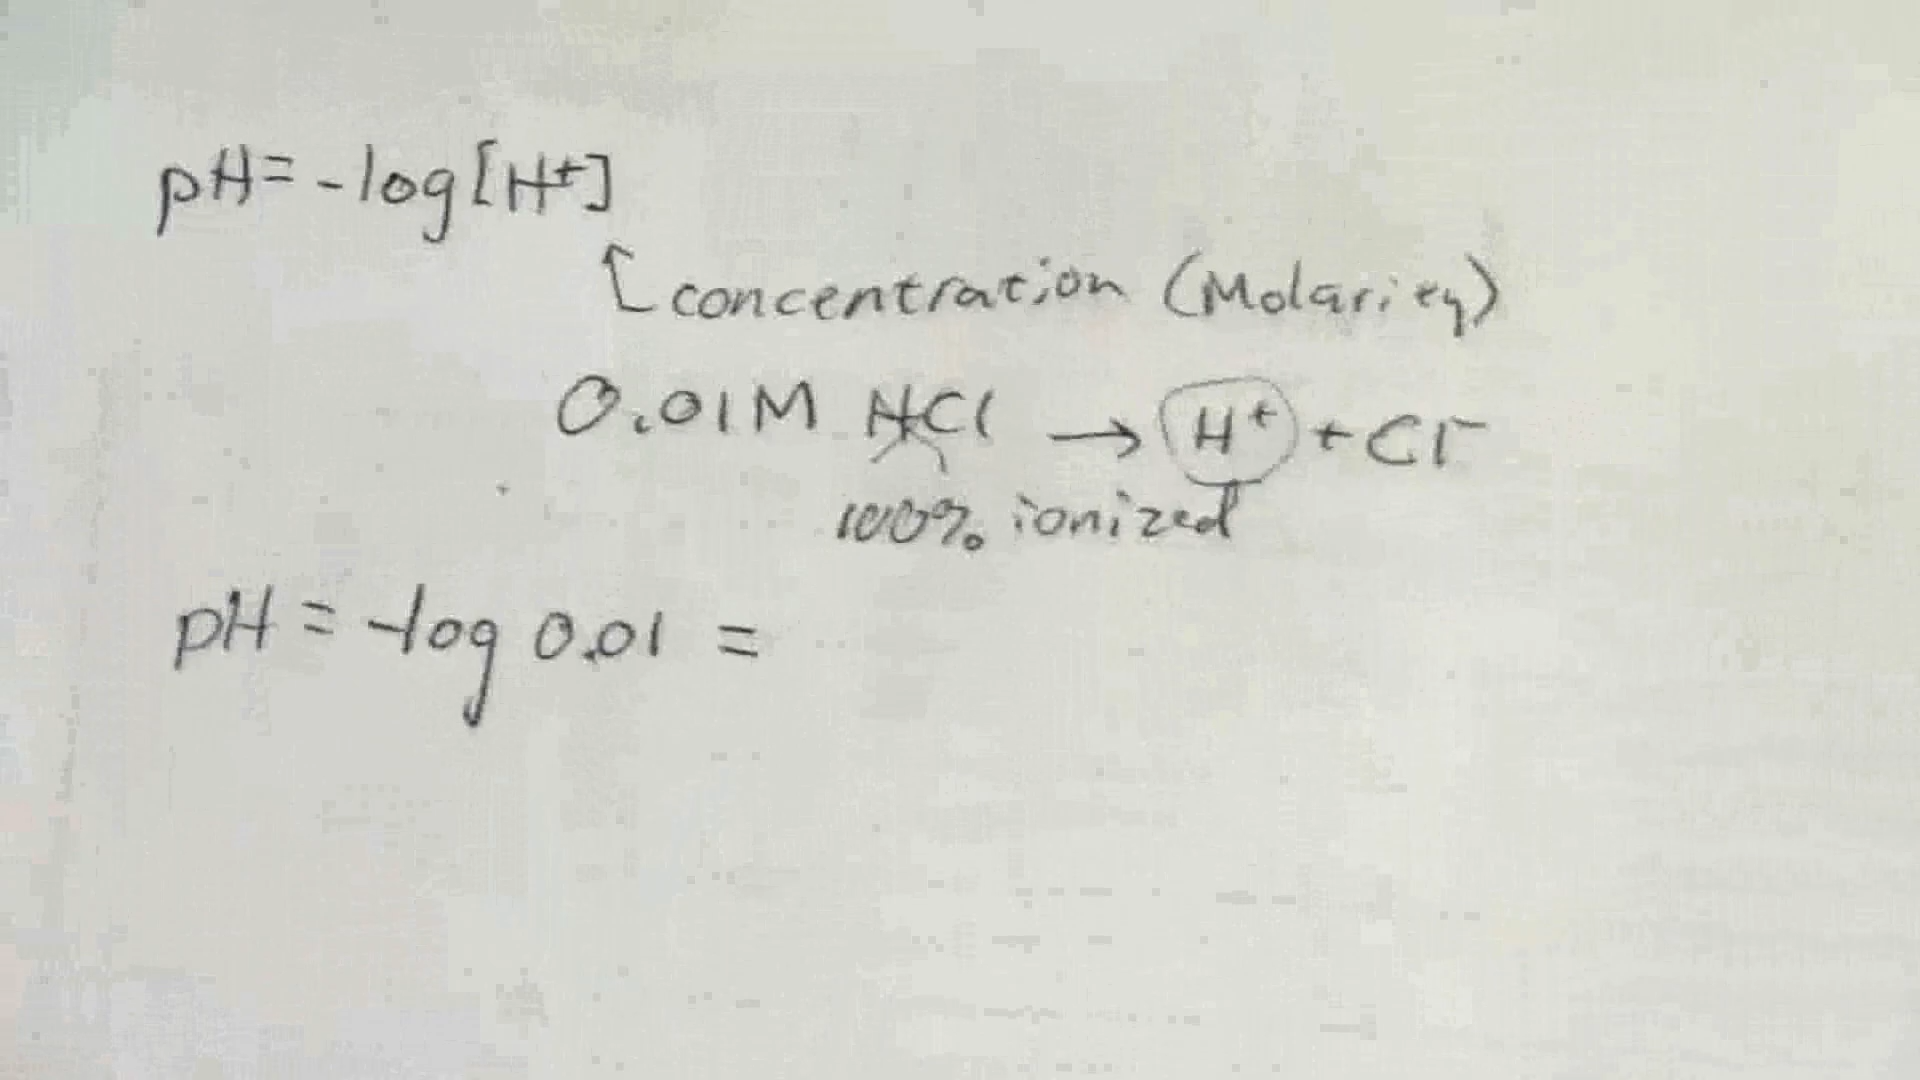 pH = -log[H⁺]
concentration (Molarity)
0.01M HCl → H⁺ + Cl⁻
100% ionized
pH = -log 0.01 =